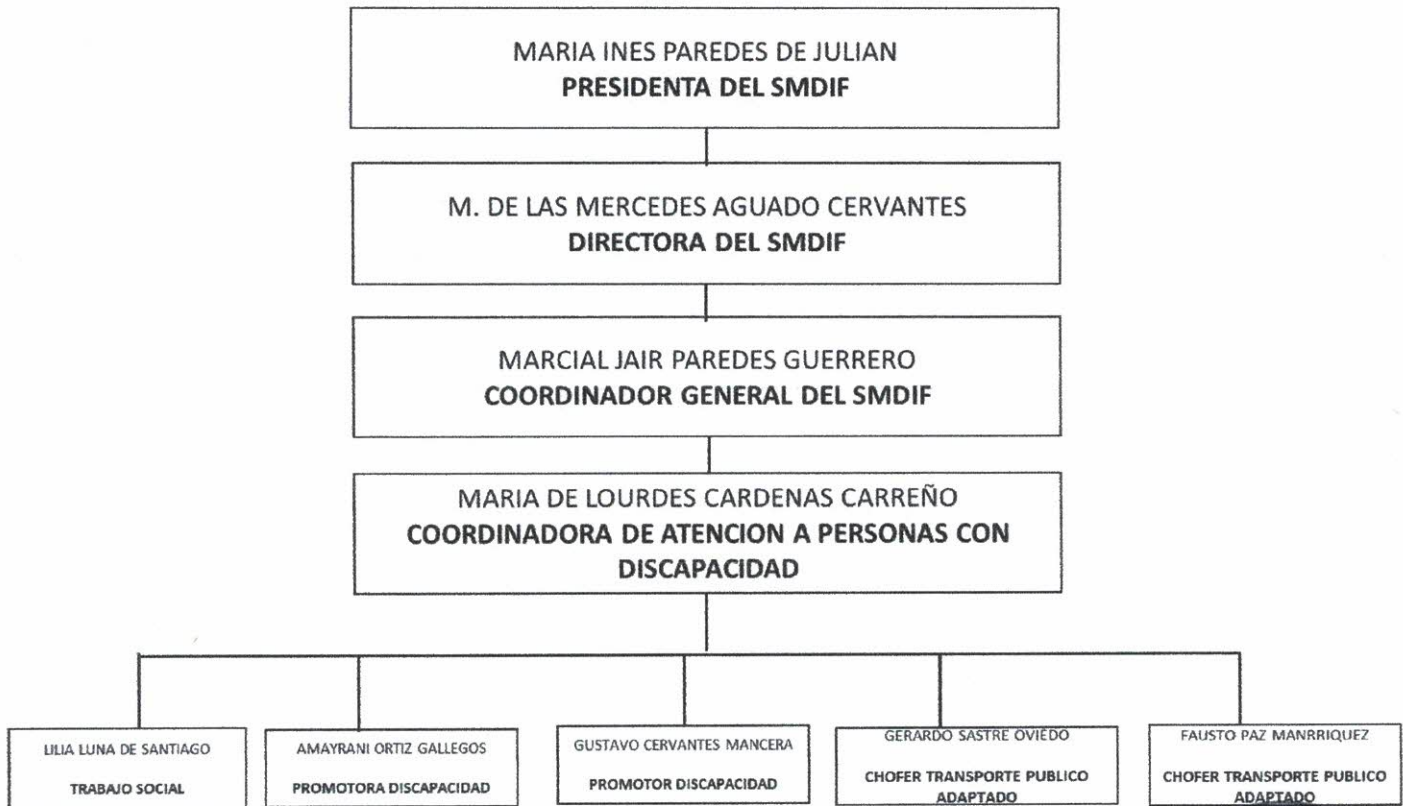 MARIA INES PAREDES DE JULIAN
PRESIDENTA DEL SMDIF
M. DE LAS MERCEDES AGUADO CERVANTES
DIRECTORA DEL SMDIF
MARCIAL JAIR PAREDES GUERRERO
COORDINADOR GENERAL DEL SMDIF
MARIA DE LOURDES CARDENAS CARREÑO
COORDINADORA DE ATENCION A PERSONAS CON
DISCAPACIDAD
LILIA LUNA DE SANTIAGO
TRABAJO SOCIAL
AMAYRANI ORTIZ GALLEGOS
PROMOTORA DISCAPACIDAD
GUSTAVO CERVANTES MANCERA
PROMOTOR DISCAPACIDAD
GERARDO SASTRE OVIEDO
CHOFER TRANSPORTE PUBLICO
ADAPTADO
FAUSTO PAZ MANRRIQUEZ
CHOFER TRANSPORTE PUBLICO
ADAPTADO